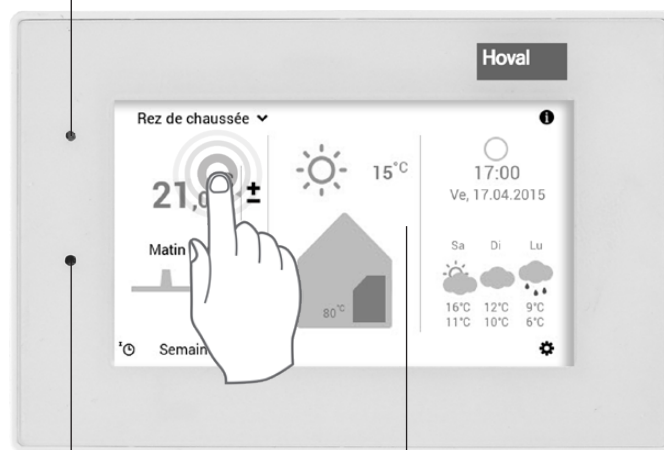 Hoval
Rez de chaussée
21,0
±
15°C
17:00
Ve, 17.04.2015
Matin
80°C
Sa Di Lu
16°C 12°C 9°C
11°C 10°C 6°C
Semain